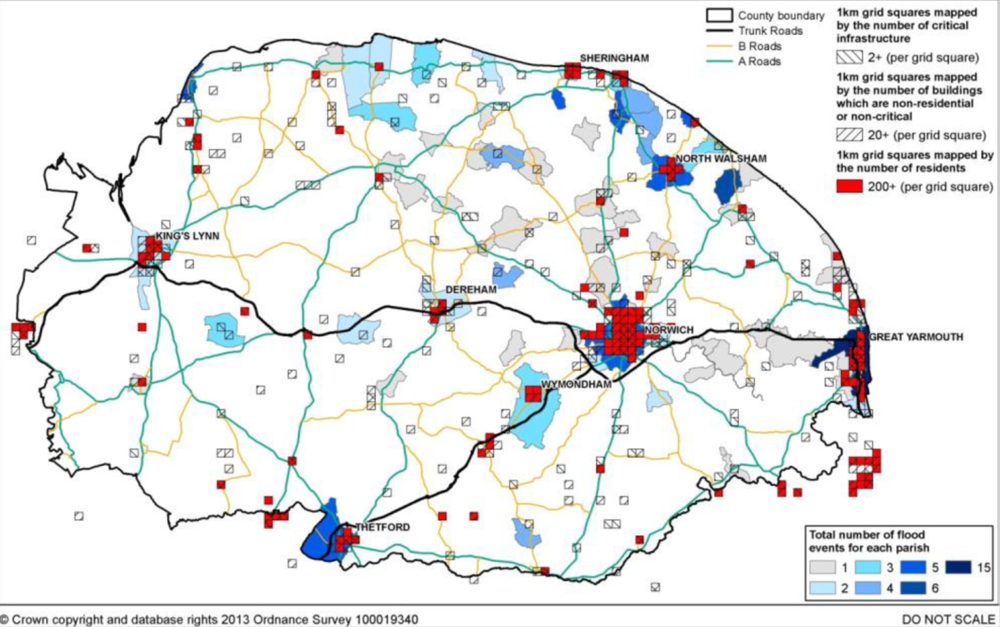 County boundary
Trunk Roads
B Roads
A Roads
1km grid squares mapped
by the number of critical
infrastructure
2+ (per grid square)
1km grid squares mapped
by the number of buildings
which are non-residential
or non-critical
20+ (per grid square)
1km grid squares mapped by
the number of residents
200+ (per grid square)
SHERINGHAM
NORTH WALSHAM
KING'S LYNN
DEREHAM
NORWICH
GREAT YARMOUTH
WYMONDHAM
THETFORD
Total number of flood
events for each parish
1 3 5 15
2 4 6
© Crown copyright and database rights 2013 Ordnance Survey 100019340
DO NOT SCALE